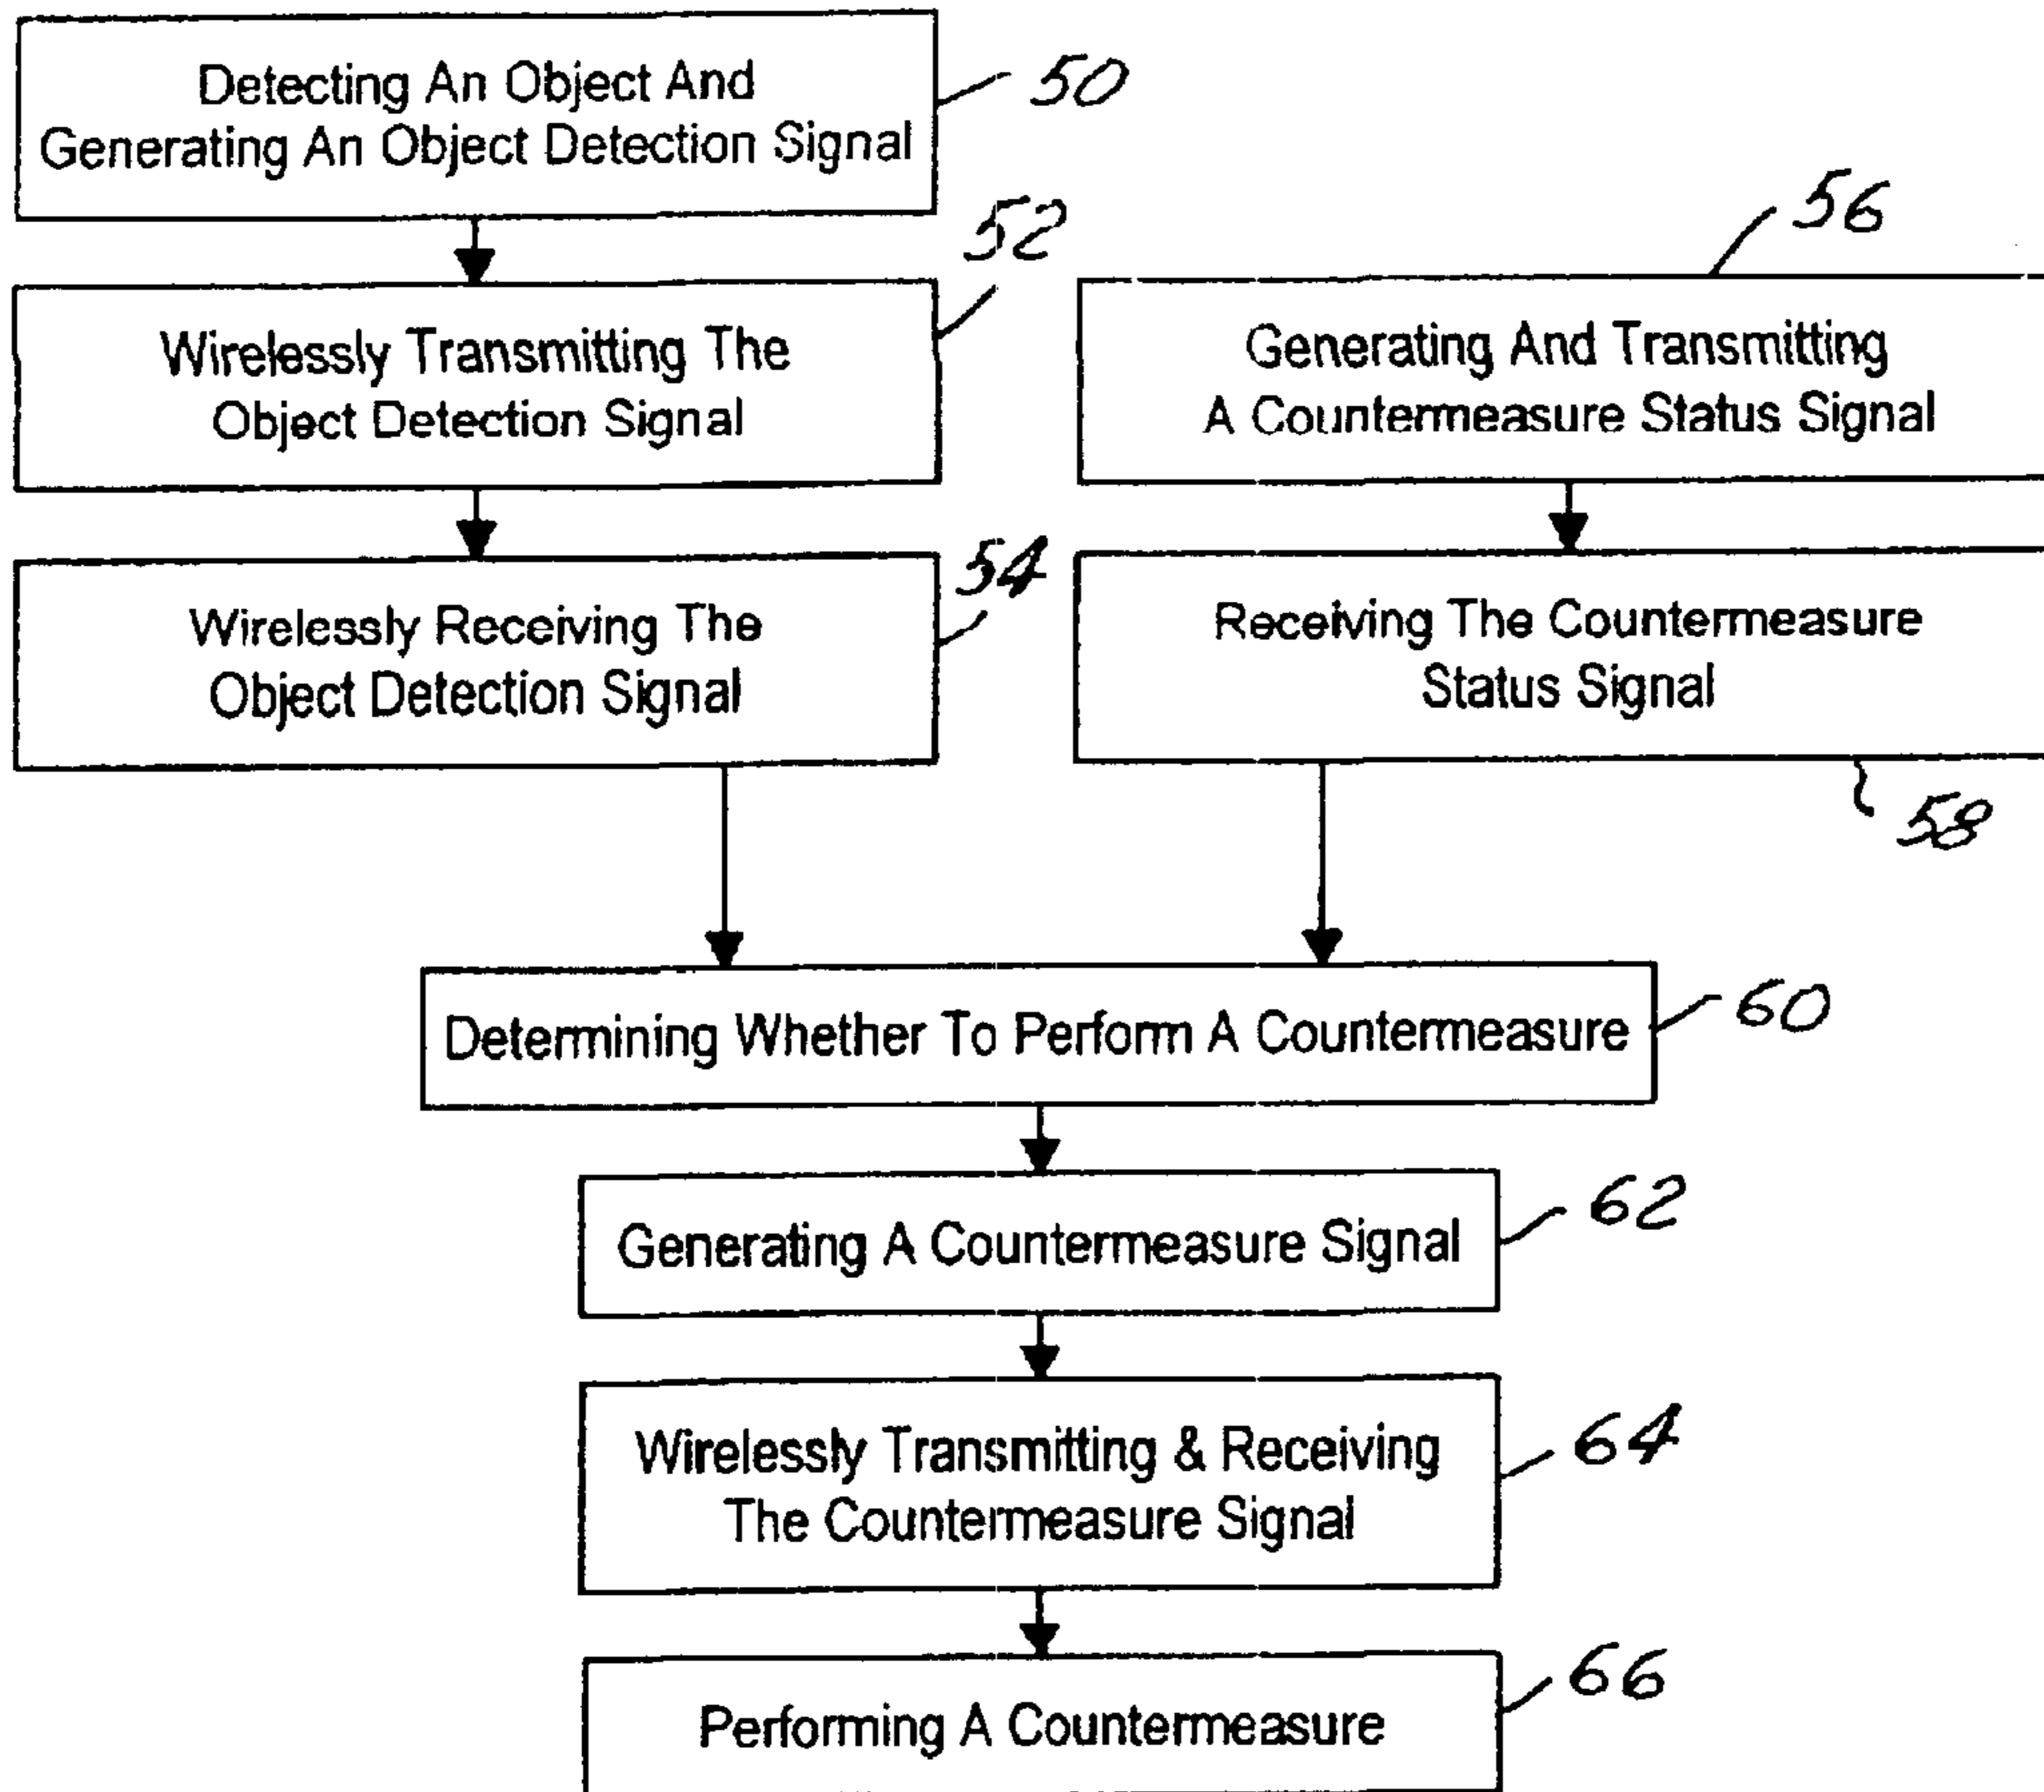 Detecting An Object And
Generating An Object Detection Signal
50
52
Wirelessly Transmitting The
Object Detection Signal
56
Generating And Transmitting
A Countermeasure Status Signal
54
Wirelessly Receiving The
Object Detection Signal
Receiving The Countermeasure
Status Signal
58
Determining Whether To Perform A Countermeasure
60
Generating A Countermeasure Signal
62
Wirelessly Transmitting & Receiving
The Countermeasure Signal
64
Performing A Countermeasure
66